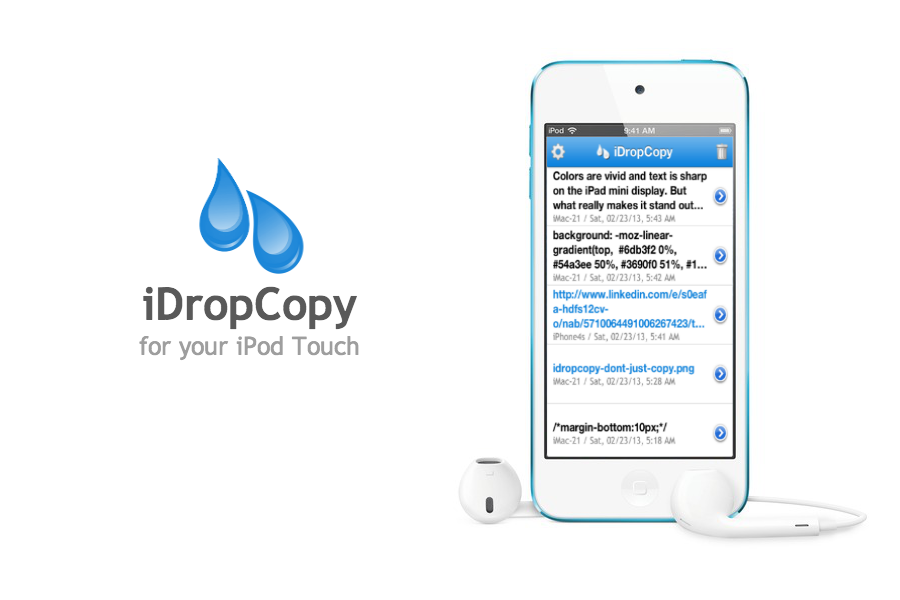 iDropCopy
for your iPod Touch
iPod 9:41 AM
iDropCopy
Colors are vivid and text is sharp
on the iPad mini display. But
what really makes it stand out...
iMac-21 / Sat, 02/23/13, 5:43 AM
background: -moz-linear-
gradient(top, #6db3f2 0%,
#54a3ee 50%, #3690f0 51%, #1...
iMac-21 / Sat, 02/23/13, 5:42 AM
http://www.linkedin.com/e/s0eaf
a-hdfs12cv-
o/nab/5710064491006267423/t...
iPhone4s / Sat, 02/23/13, 5:41 AM
idropcopy-dont-just-copy.png
iMac-21 / Sat, 02/23/13, 5:28 AM
/*margin-bottom:10px;*/
iMac-21 / Sat, 02/23/13, 5:18 AM